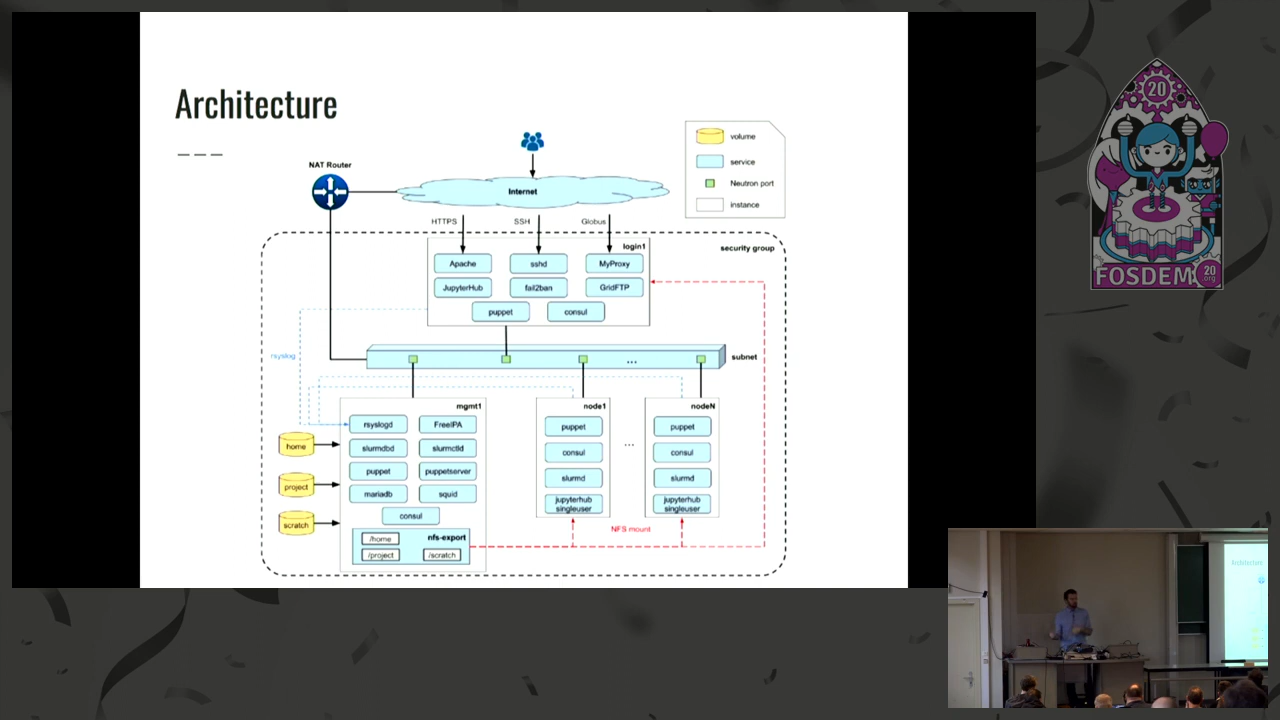 Architecture
NAT Router
Internet
HTTPS
SSH
Globus
volume
service
Neutron port
instance
login1
security group
Apache
sshd
MyProxy
JupyterHub
fail2ban
GridFTP
puppet
consul
rsyslog
...
subnet
mgmt1
rsyslogd
FreeIPA
slurmdbd
slurmctld
puppet
puppetserver
mariadb
squid
consul
nfs-export
/home
/project
/scratch
home
project
scratch
node1
puppet
consul
slurmd
jupyterhub
singleuser
...
nodeN
puppet
consul
slurmd
jupyterhub
singleuser
NFS mount
20
FOSDEM
20
.org
Architecture